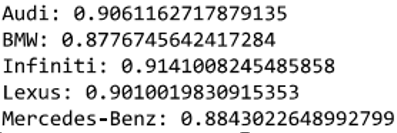 Audi: 0.9061162717879135
BMW: 0.8776745642417284
Infiniti: 0.9141008245485858
Lexus: 0.9010019830915353
Mercedes-Benz: 0.8843022648992799